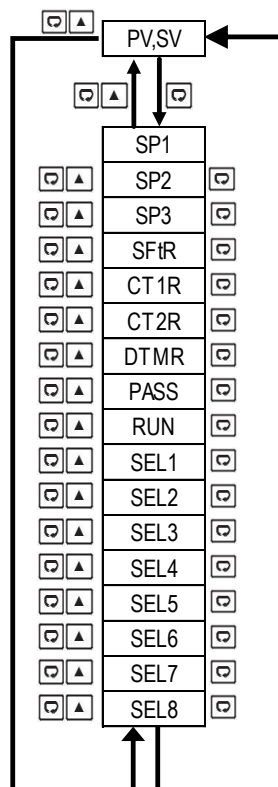 PV,SV
SP1
SP2
SP3
SFtR
CT1R
CT2R
DTMR
PASS
RUN
SEL1
SEL2
SEL3
SEL4
SEL5
SEL6
SEL7
SEL8